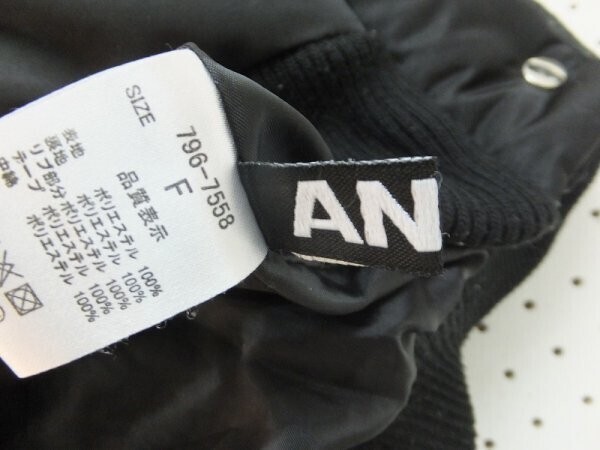 SIZE
796-7558
F
品質表示
表地 ポリエステル 100%
裏地 ポリエステル 100%
リブ部分 ポリエステル 100%
テープ ポリエステル 100%
中綿 ポリエステル 100%
AN